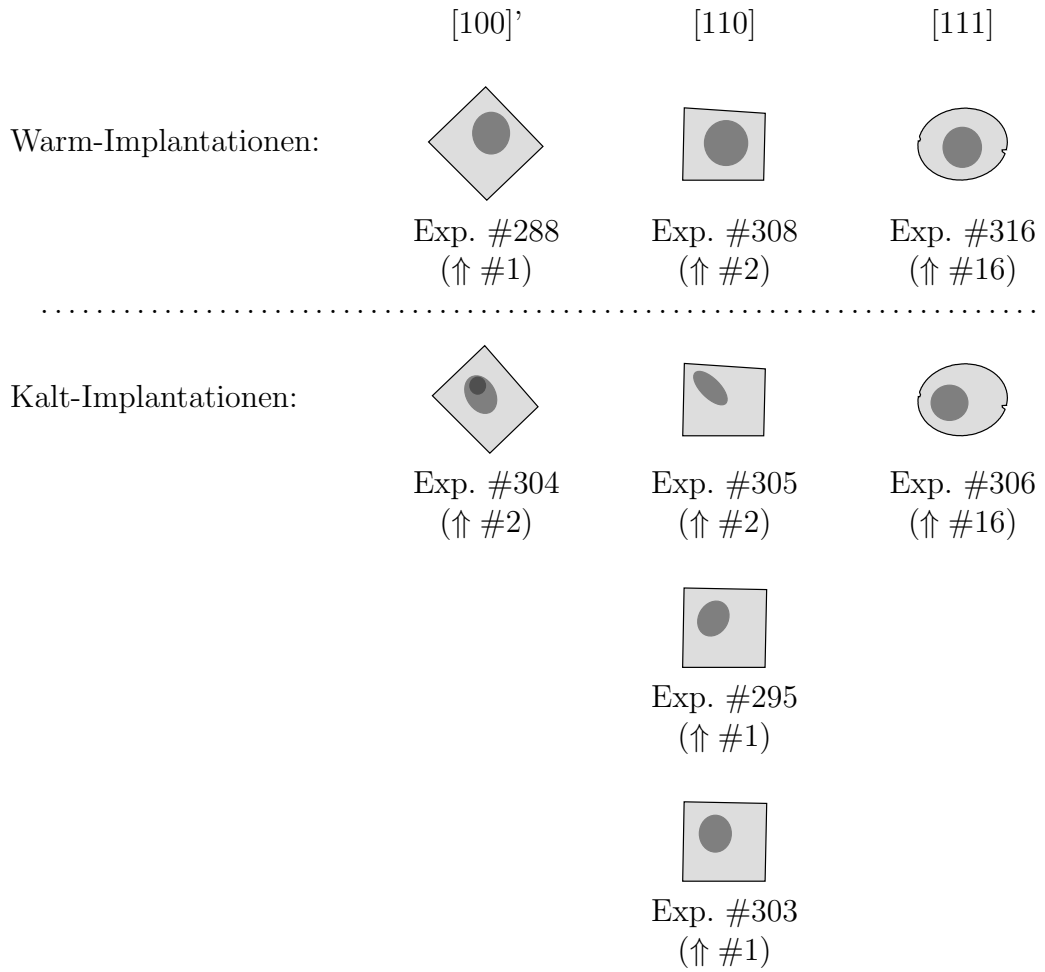 [100]’ [110] [111]
Warm-Implantationen:
Exp. #288 Exp. #308 Exp. #316
(⇑ #1) (⇑ #2) (⇑ #16)
Kalt-Implantationen:
Exp. #304 Exp. #305 Exp. #306
(⇑ #2) (⇑ #2) (⇑ #16)
Exp. #295
(⇑ #1)
Exp. #303
(⇑ #1)